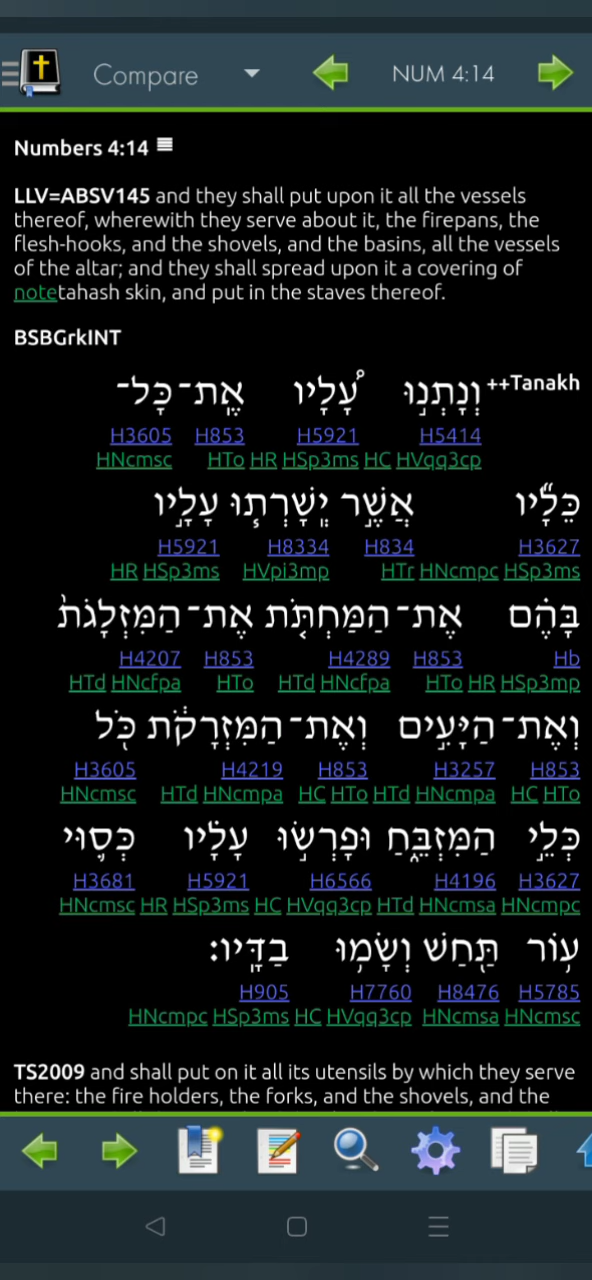 Compare
NUM 4:14
Numbers 4:14
LLV=ABSV145 and they shall put upon it all the vessels
thereof, wherewith they serve about it, the firepans, the
flesh-hooks, and the shovels, and the basins, all the vessels
of the altar; and they shall spread upon it a covering of
notetahash skin, and put in the staves thereof.
BSBGrkINT
++Tanakh וְנָתְנ֣וּ עָ֠לָיו אֶֽת־כָּל־
H5414 H5921 H853 H3605
HNcmsc HTo HR HSp3ms HC HVqq3cp
כֵּלָ֞יו אֲשֶׁ֣ר יְֽשָׁרְת֧וּ עָלָ֣יו
H3627 H834 H8334 H5921
HR HSp3ms HVpi3mp HTr HNcmpc HSp3ms
בָּהֶ֗ם אֶת־הַמַּחְתֹּ֤ת אֶת־הַמִּזְלָגֹת֙
Hb H853 H4289 H853 H4207
HTd HNcfpa HTo HTd HNcfpa HTo HR HSp3mp
וְאֶת־הַיָּעִ֣ים וְאֶת־הַמִּזְרָקֹ֔ת כֹּ֖ל
H853 H3257 H853 H4219 H3605
HNcmsc HTd HNcmpa HC HTo HTd HNcmpa HC HTo
כְּלֵ֣י הַמִּזְבֵּ֑חַ וּפָרְשׂ֣וּ עָלָ֗יו כְּס֛וּי
H3627 H4196 H6566 H5921 H3681
HNcmsc HR HSp3ms HC HVqq3cp HTd HNcmsa HNcmpc
ע֥וֹר תַּ֖חַשׁ וְשָׂמ֥וּ בַדָּֽיו׃
H5785 H8476 H7760 H905
HNcmpc HSp3ms HC HVqq3cp HNcmsa HNcmsc
TS2009 and shall put on it all its utensils by which they serve
there: the fire holders, the forks, and the shovels, and the